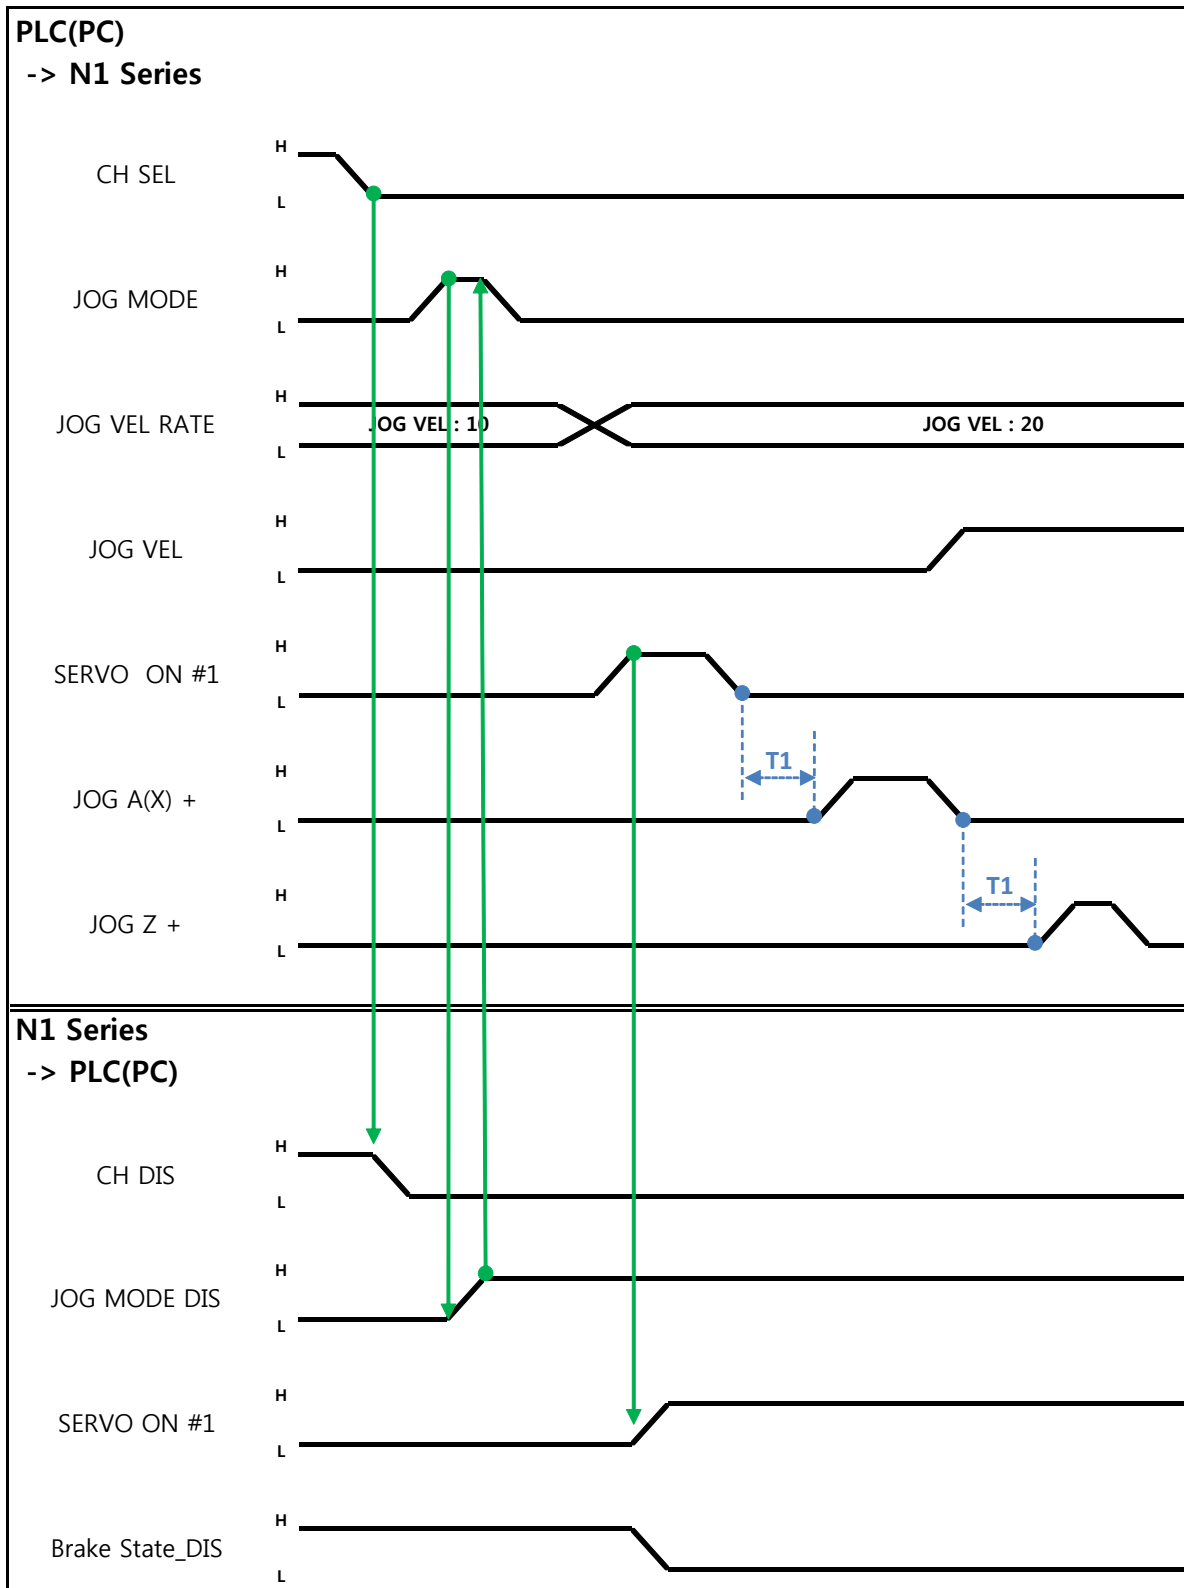 PLC(PC)
-> N1 Series
H
CH SEL
L
H
JOG MODE
L
H
JOG VEL RATE
JOG VEL : 10
JOG VEL : 20
L
H
JOG VEL
L
H
SERVO ON #1
L
T1
H
JOG A(X) +
L
T1
H
JOG Z +
L
N1 Series
-> PLC(PC)
H
CH DIS
L
H
JOG MODE DIS
L
H
SERVO ON #1
L
H
Brake State_DIS
L